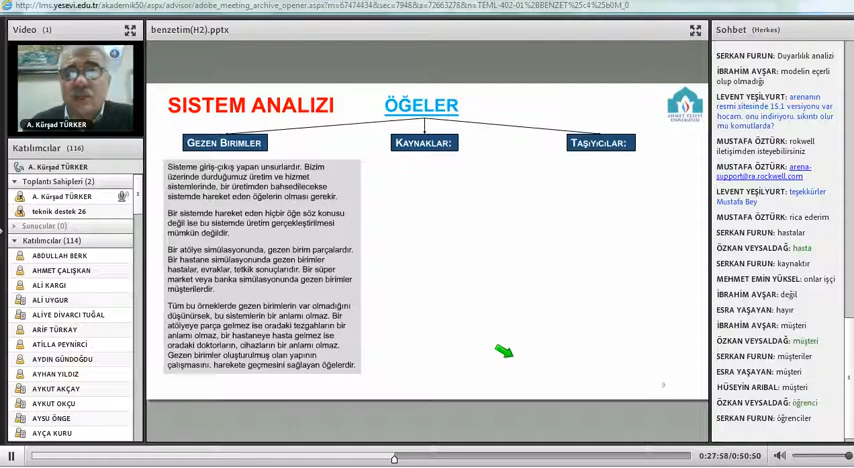 http://lms.yesevi.edu.tr/akademik50/aspx/advisor/adobe_meeting_archive_opener.aspx?m=67474434&sec=7948&a=72663278&n=TEML-402-01%2BBENZET%25c4%25b0M_0
Video (1)
A. Kürşad TÜRKER
Katılımcılar (116)
A. Kürşad TÜRKER
Toplantı Sahipleri (2)
A. Kürşad TÜRKER
teknik destek 26
Sunucular (0)
Katılımcılar (114)
ABDULLAH BERK
AHMET ÇALIŞKAN
ALİ KARGI
ALİ UYGUR
ALİYE DİVARCI TUĞAL
ARİF TÜRKAY
ATİLLA PEYNİRCİ
AYDIN GÜNDOĞDU
AYHAN YILDIZ
AYKUT AKÇAY
AYKUT OKÇU
AYSU ÖNGE
AYÇA KURU
benzetim(H2).pptx
SISTEM ANALIZI
ÖĞELER
AHMET YESEVİ
ÜNİVERSİTESİ
GEZEN BIRIMLER
KAYNAKLAR:
TAŞIYICILAR:
Sisteme giriş-çıkış yapan unsurlardır. Bizim
üzerinde durduğumuz üretim ve hizmet
sistemlerinde, bir üretimden bahsedilecekse
sistemde hareket eden öğelerin olması gerekir.
Bir sistemde hareket eden hiçbir öğe söz konusu
değil ise bu sistemde üretim gerçekleştirilmesi
mümkün değildir.
Bir atölye simülasyonunda, gezen birim parçalardır.
Bir hastane simülasyonunda gezen birimler
hastalar, evraklar, tetkik sonuçlarıdır. Bir süper
market veya banka simülasyonunda gezen birimler
müşterilerdir.
Tüm bu örneklerde gezen birimlerin var olmadığını
düşünürsek, bu sistemlerin bir anlamı olmaz. Bir
atölyeye parça gelmez ise oradaki tezgahların bir
anlamı olmaz, bir hastaneye hasta gelmez ise
oradaki doktorların, cihazların bir anlamı olmaz.
Gezen birimler oluşturulmuş olan yapının
çalışmasını, harekete geçmesini sağlayan öğelerdir.
9
Sohbet (Herkes)
SERKAN FURUN: Duyarlılık analizi
İBRAHİM AVŞAR: modelin eçerli
olup olmadığı
LEVENT YEŞİLYURT: arenanın
resmi sitesinde 15.1 versiyonu var
hocam. onu indiriyoru. sıkıntı olur
mu komutlarda?
MUSTAFA ÖZTÜRK: rokwell
iletişimden isteyebilirsiniz
MUSTAFA ÖZTÜRK: arena-
support@ra.rockwell.com
LEVENT YEŞİLYURT: teşekkürler
Mustafa Bey
MUSTAFA ÖZTÜRK: rica ederim
SERKAN FURUN: hastalar
ÖZKAN VEYSALDAĞ: hasta
SERKAN FURUN: kaynaktır
MEHMET EMIN YÜKSEL: onlar işçi
İBRAHİM AVŞAR: değil
ESRA YAŞARAN: hayır
İBRAHİM AVŞAR: müşteri
ÖZKAN VEYSALDAĞ: müşteri
SERKAN FURUN: müşteriler
ESRA YAŞARAN: müşteri
HÜSEYİN ARIBAL: müşteri
ÖZKAN VEYSALDAĞ: öğrenci
SERKAN FURUN: öğrenciler
0:27:58/0:50:50